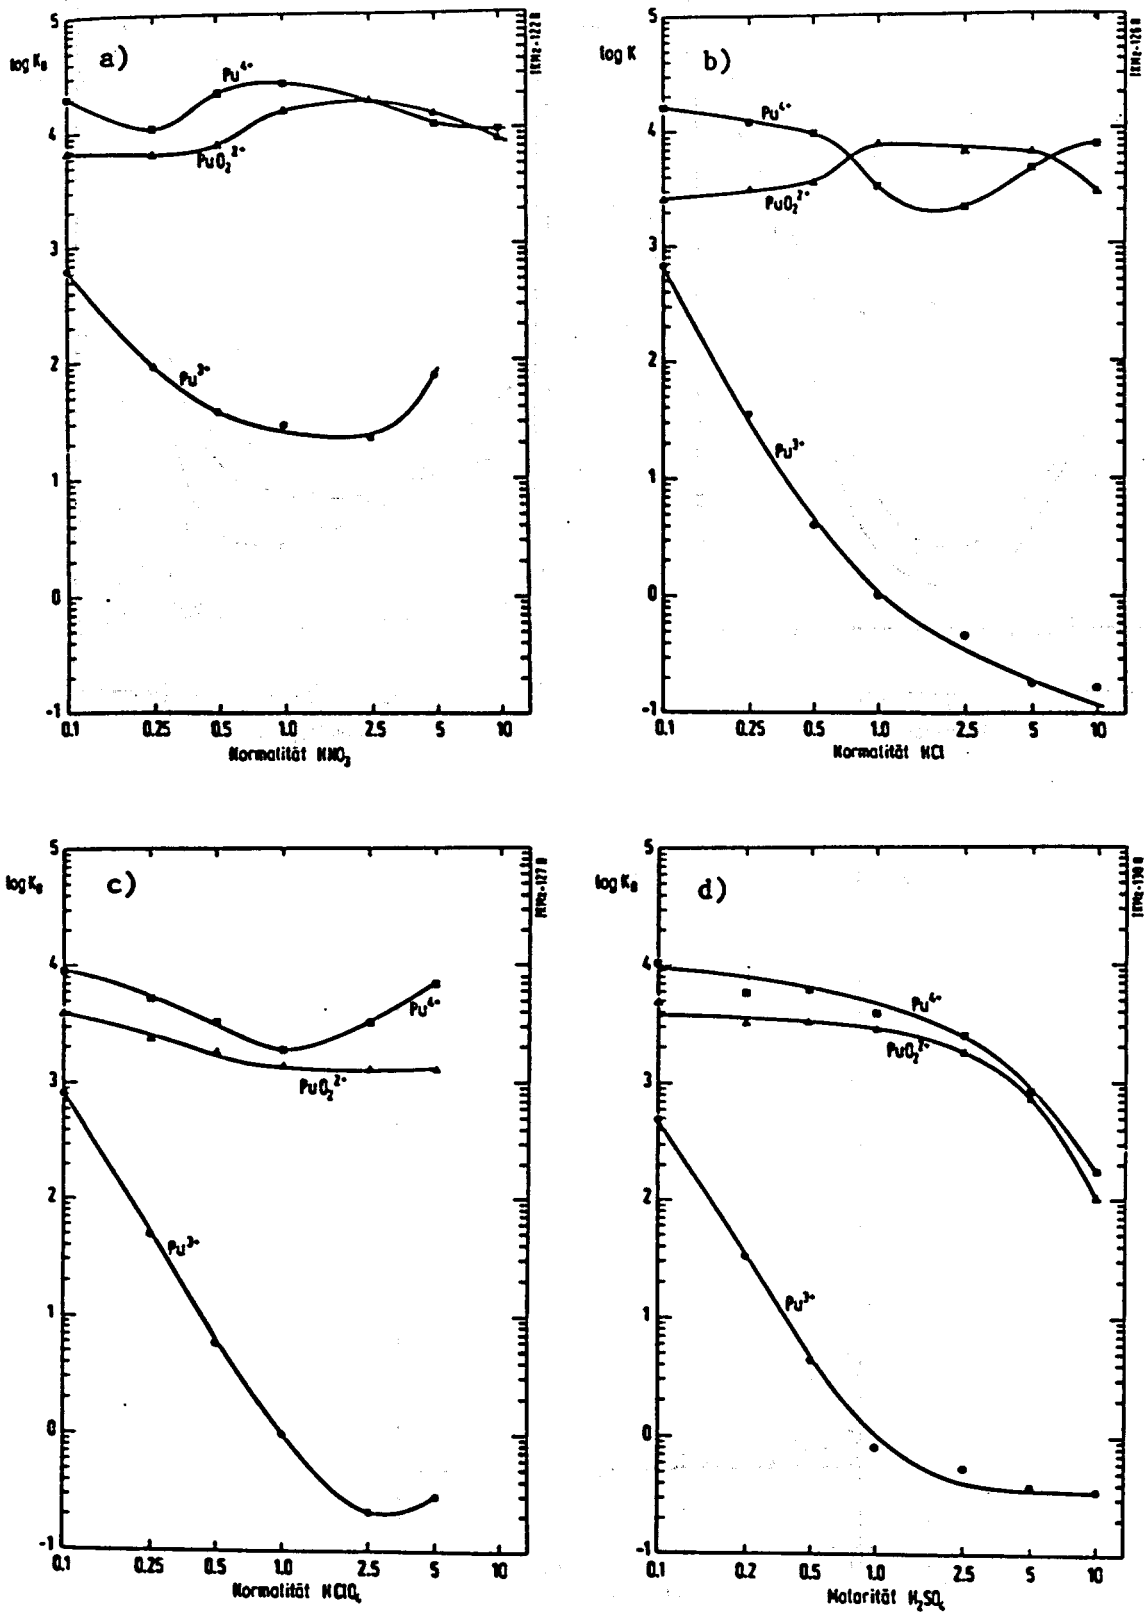 a)
log K_B
5
4
3
2
1
0
-1
Pu⁴⁺
PuO₂²⁺
Pu³⁺
0.1 0.25 0.5 1.0 2.5 5 10
Normalität HNO₃
b)
log K
5
4
3
2
1
0
-1
Pu⁴⁺
PuO₂²⁺
Pu³⁺
0.1 0.25 0.5 1.0 2.5 5 10
Normalität HCl
c)
log K_B
5
4
3
2
1
0
-1
Pu⁴⁺
PuO₂²⁺
Pu³⁺
0.1 0.25 0.5 1.0 2.5 5 10
Normalität HClO₄
d)
log K_B
5
4
3
2
1
0
-1
Pu⁴⁺
PuO₂²⁺
Pu³⁺
0.1 0.2 0.5 1.0 2.5 5 10
Molarität H₂SO₄